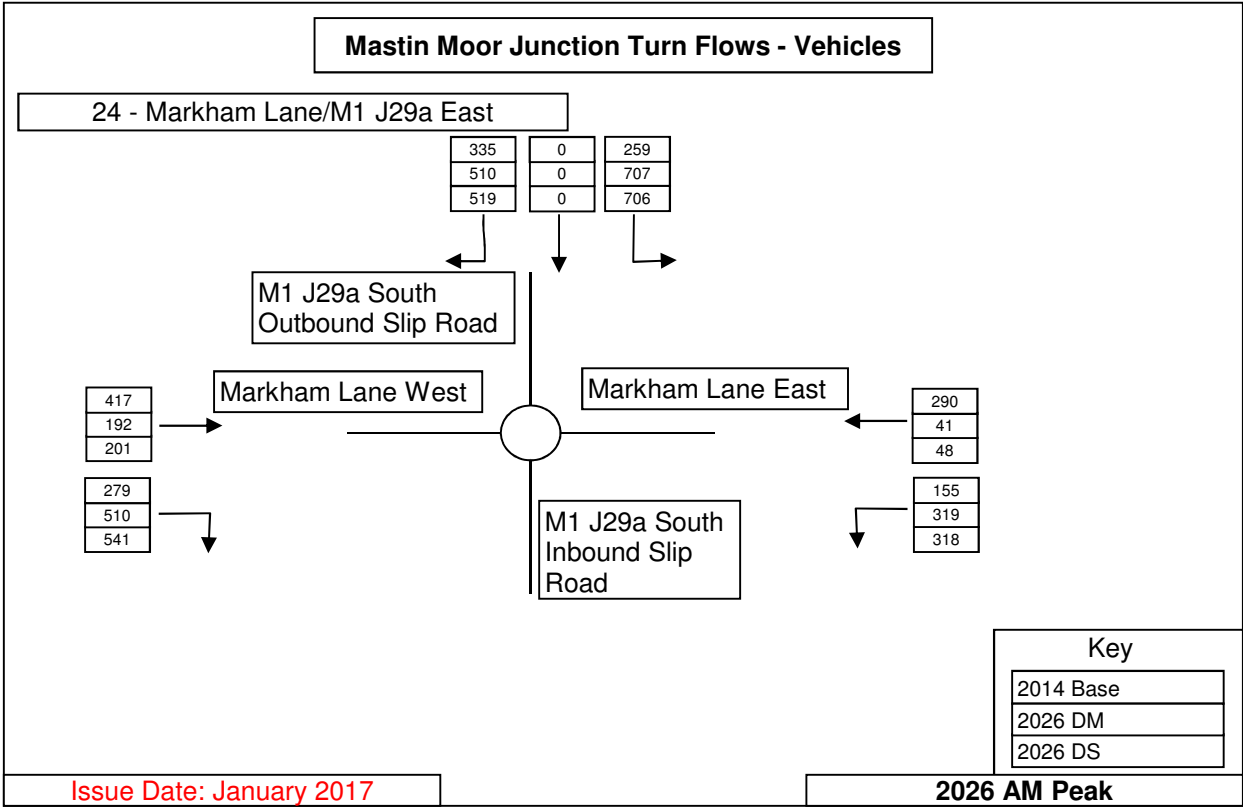 Mastin Moor Junction Turn Flows - Vehicles
24 - Markham Lane/M1 J29a East
335 0 259
510 0 707
519 0 706
M1 J29a South
Outbound Slip Road
Markham Lane West
Markham Lane East
417
192
201
290
41
48
279
510
541
155
319
318
M1 J29a South
Inbound Slip
Road
Key
2014 Base
2026 DM
2026 DS
Issue Date: January 2017
2026 AM Peak